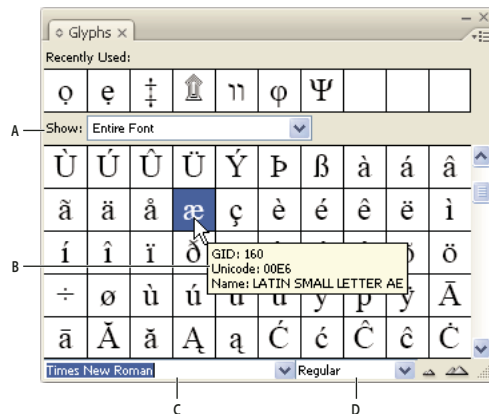 Glyphs ×
Recently Used:
ọ ẹ ‡ װ φ Ψ
A Show: Entire Font
Ù Ú Û Ü Ý Þ ß à á â
ã ä å æ ç è é ê ë ì
í î ï ð ö
B GID: 160
Unicode: 00E6
Name: LATIN SMALL LETTER AE
÷ ø ù ú û ü ý þ ÿ Ā
ā Ă ă Ą ą Ć ć Ĉ ĉ Ċ
Times New Roman Regular
C D